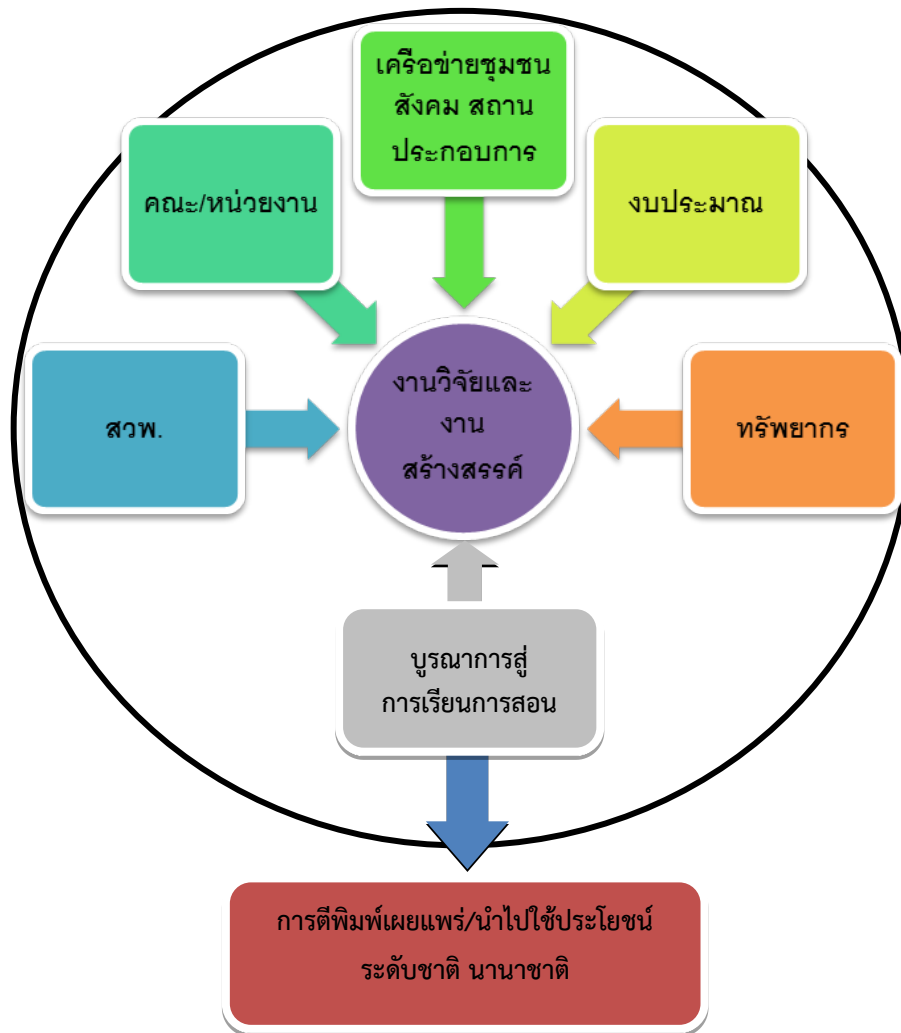 เครือข่ายชุมชน
สังคม สถาน
ประกอบการ
คณะ/หน่วยงาน
งบประมาณ
สวพ.
งานวิจัยและ
งาน
สร้างสรรค์
ทรัพยากร
บูรณาการสู่
การเรียนการสอน
การตีพิมพ์เผยแพร่/นำไปใช้ประโยชน์
ระดับชาติ นานาชาติ